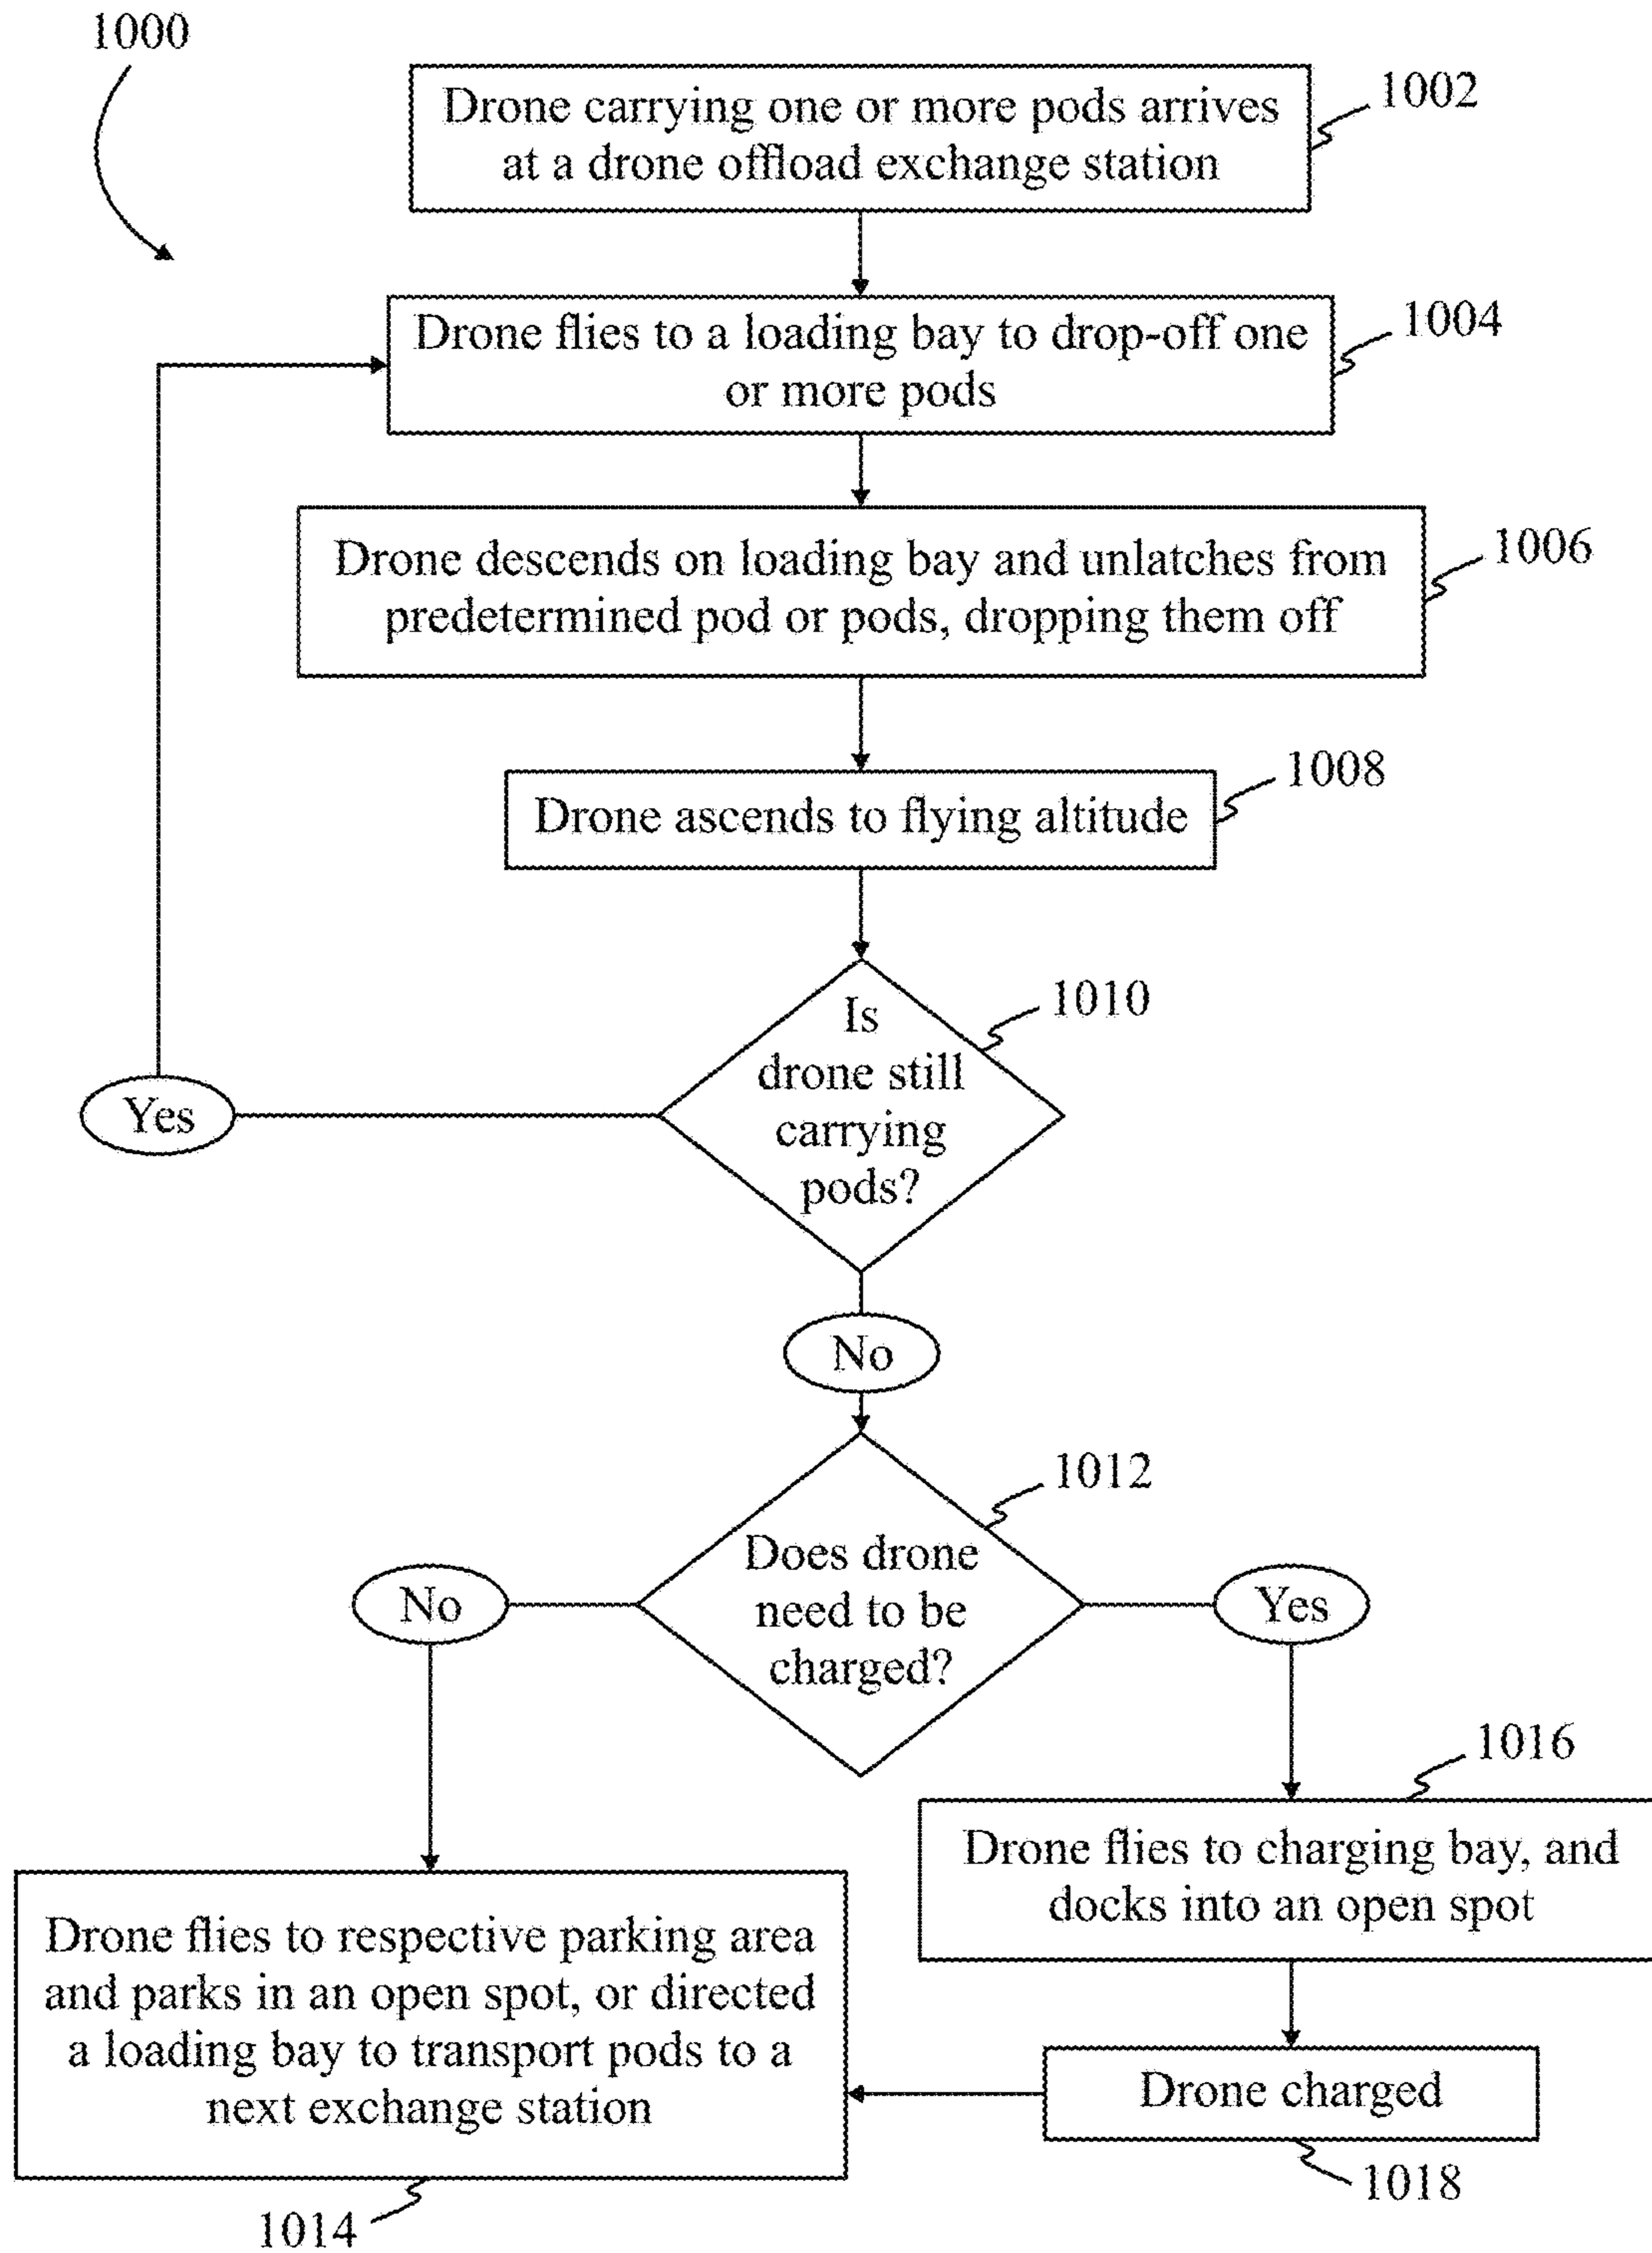 1000
Drone carrying one or more pods arrives
at a drone offload exchange station
1002
Drone flies to a loading bay to drop-off one
or more pods
1004
Drone descends on loading bay and unlatches from
predetermined pod or pods, dropping them off
1006
Drone ascends to flying altitude
1008
Is
drone still
carrying
pods?
1010
Yes
No
Does drone
need to be
charged?
1012
No
Yes
Drone flies to charging bay, and
docks into an open spot
1016
Drone flies to respective parking area
and parks in an open spot, or directed
a loading bay to transport pods to a
next exchange station
1014
Drone charged
1018